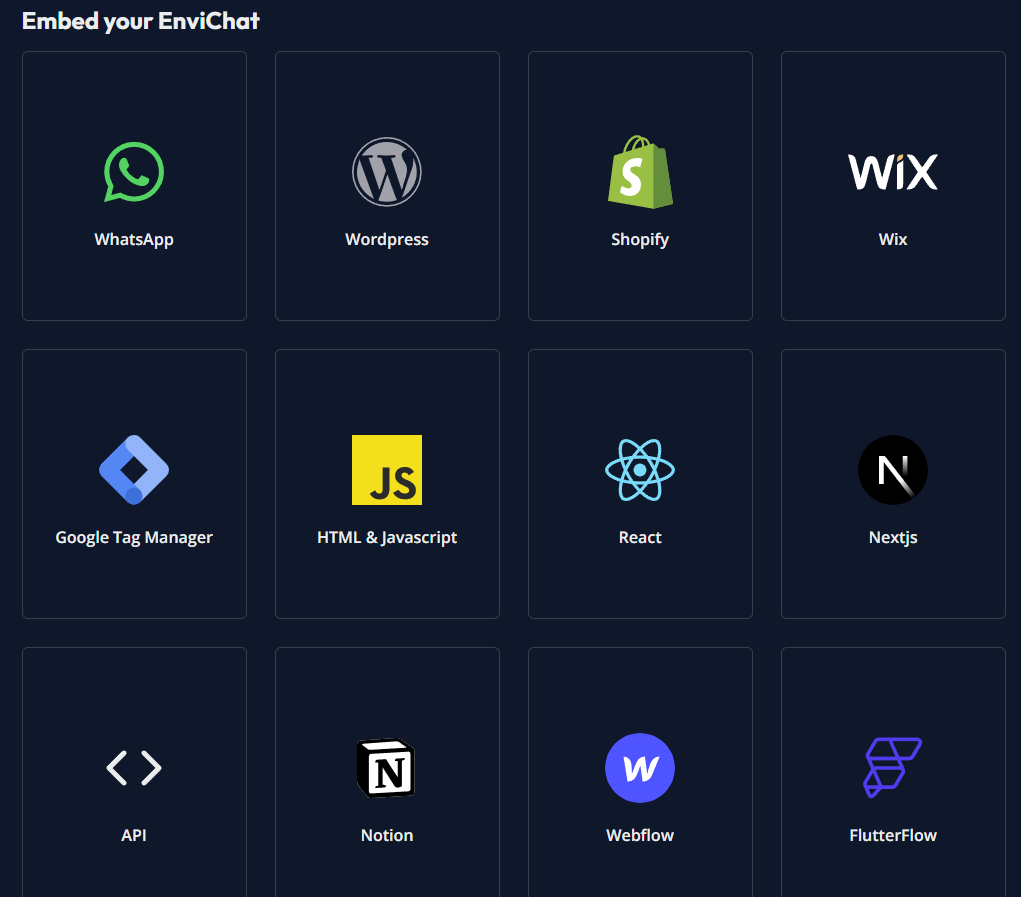 Embed your EnviChat
WhatsApp
Wordpress
S
WiX
Shopify
Wix
JS
N
Google Tag Manager
HTML & Javascript
React
Nextjs
N
W
API
Notion
Webflow
FlutterFlow